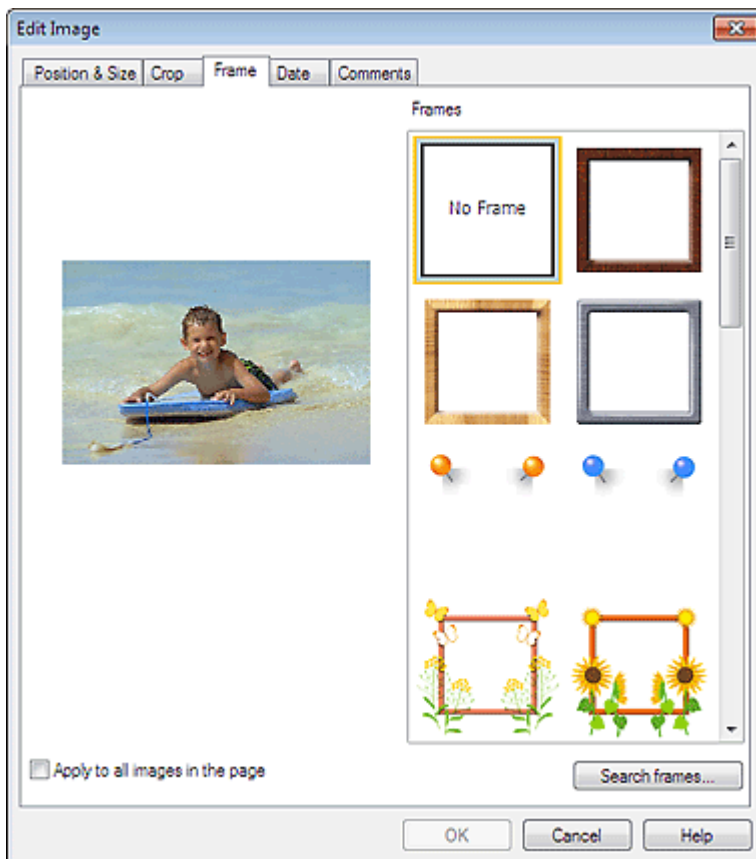 Edit Image
Position & Size Crop Frame Date Comments
Frames
No Frame
Apply to all images in the page
Search frames...
OK Cancel Help